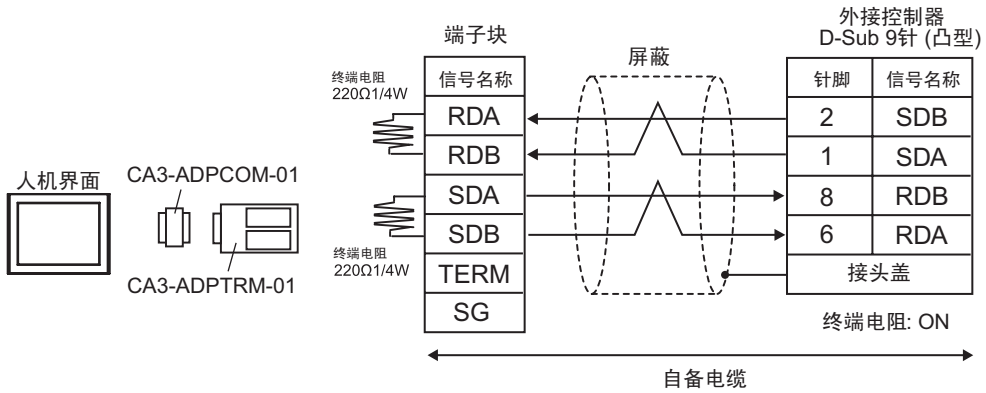 外接控制器
D-Sub 9针 (凸型)
端子块
屏蔽
终端电阻
220Ω1/4W
信号名称
针脚 信号名称
RDA
2 SDB
RDB
1 SDA
人机界面
CA3-ADPCOM-01
SDA
8 RDB
SDB
6 RDA
终端电阻
220Ω1/4W
TERM
接头盖
CA3-ADPTRM-01
SG
终端电阻: ON
自备电缆